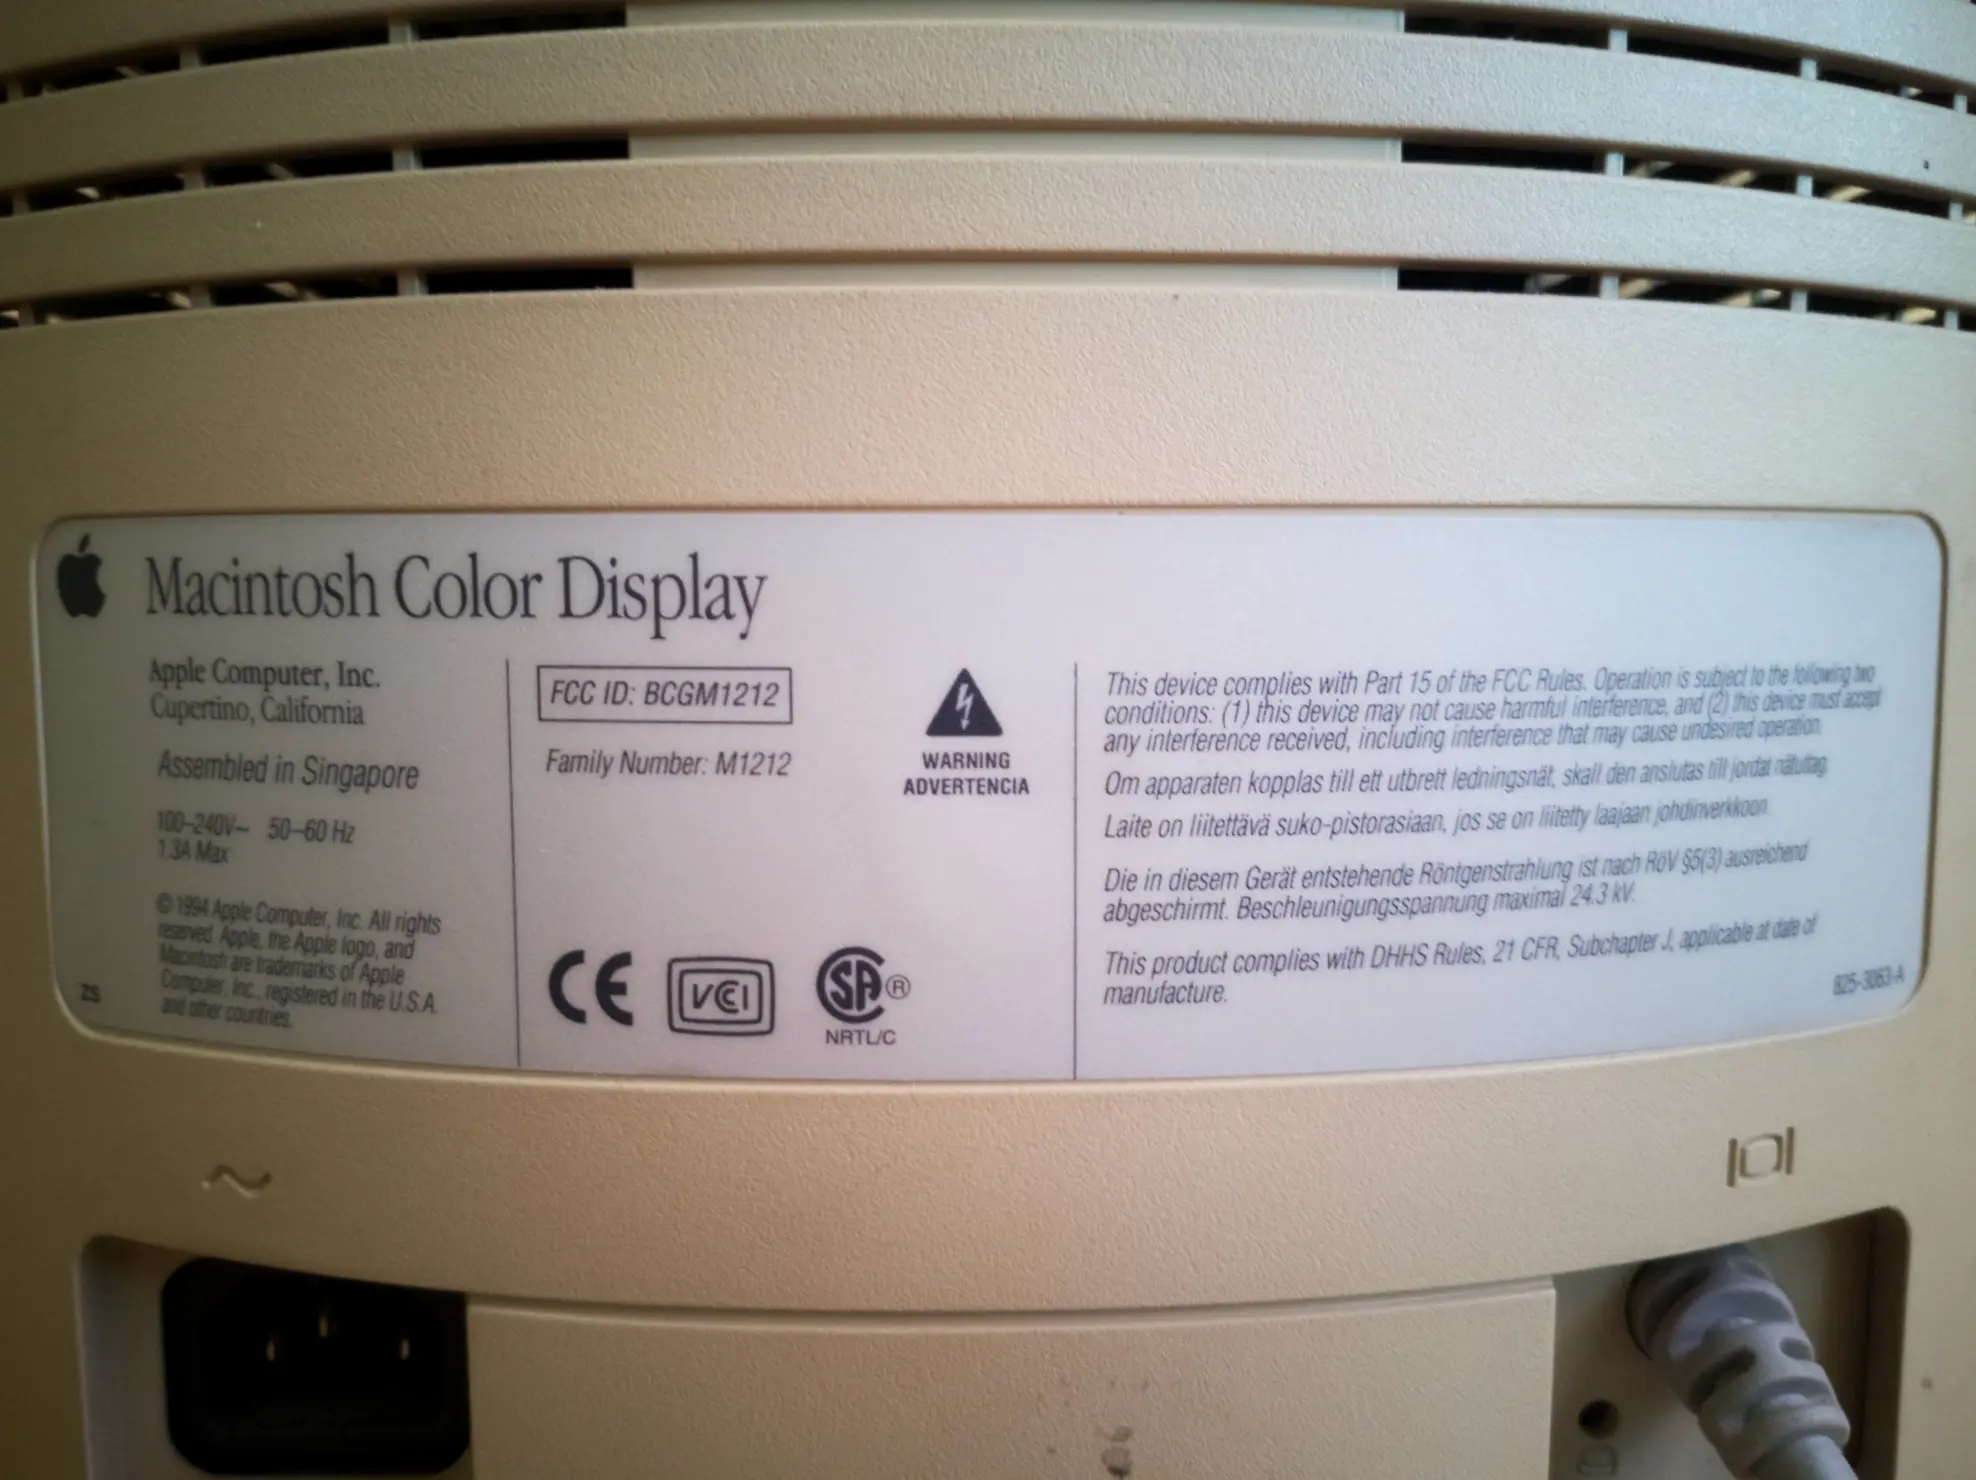 Macintosh Color Display
Apple Computer, Inc.
Cupertino, California
Assembled in Singapore
100–240V~ 50–60 Hz
1.3A Max
© 1994 Apple Computer, Inc. All rights
reserved. Apple, the Apple logo, and
Macintosh are trademarks of Apple
Computer, Inc., registered in the U.S.A.
and other countries.
ZS
FCC ID: BCGM1212
Family Number: M1212
WARNING
ADVERTENCIA
CE
VCCI
SA ®
NRTL/C
This device complies with Part 15 of the FCC Rules. Operation is subject to the following two
conditions: (1) this device may not cause harmful interference, and (2) this device must accept
any interference received, including interference that may cause undesired operation.
Om apparaten kopplas till ett utbrett ledningsnät, skall den anslutas till jordat nätuttag.
Laite on liitettävä suko-pistorasiaan, jos se on liitetty laajaan johdinverkkoon.
Die in diesem Gerät entstehende Röntgenstrahlung ist nach RöV §5(3) ausreichend
abgeschirmt. Beschleunigungsspannung maximal 24.3 kV.
This product complies with DHHS Rules, 21 CFR, Subchapter J, applicable at date of
manufacture.
825-3063-A